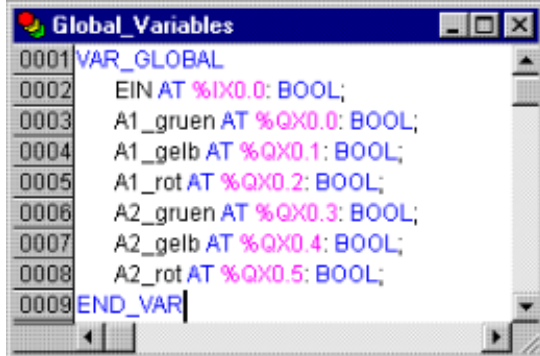 Global_Variables
0001 VAR_GLOBAL
0002 EIN AT %IX0.0: BOOL;
0003 A1_gruen AT %QX0.0: BOOL;
0004 A1_gelb AT %QX0.1: BOOL;
0005 A1_rot AT %QX0.2: BOOL;
0006 A2_gruen AT %QX0.3: BOOL;
0007 A2_gelb AT %QX0.4: BOOL;
0008 A2_rot AT %QX0.5: BOOL;
0009 END_VAR